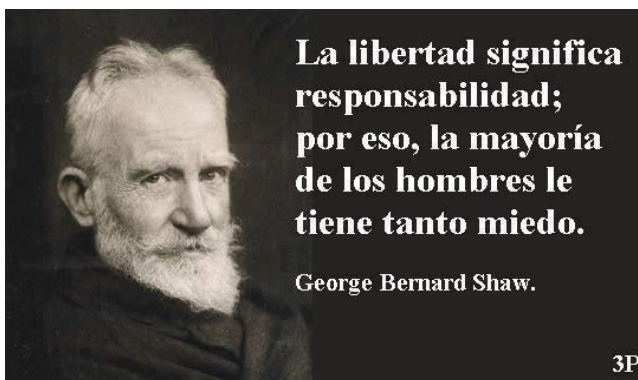 La libertad significa
responsabilidad;
por eso, la mayoría
de los hombres le
tiene tanto miedo.
George Bernard Shaw.
3P